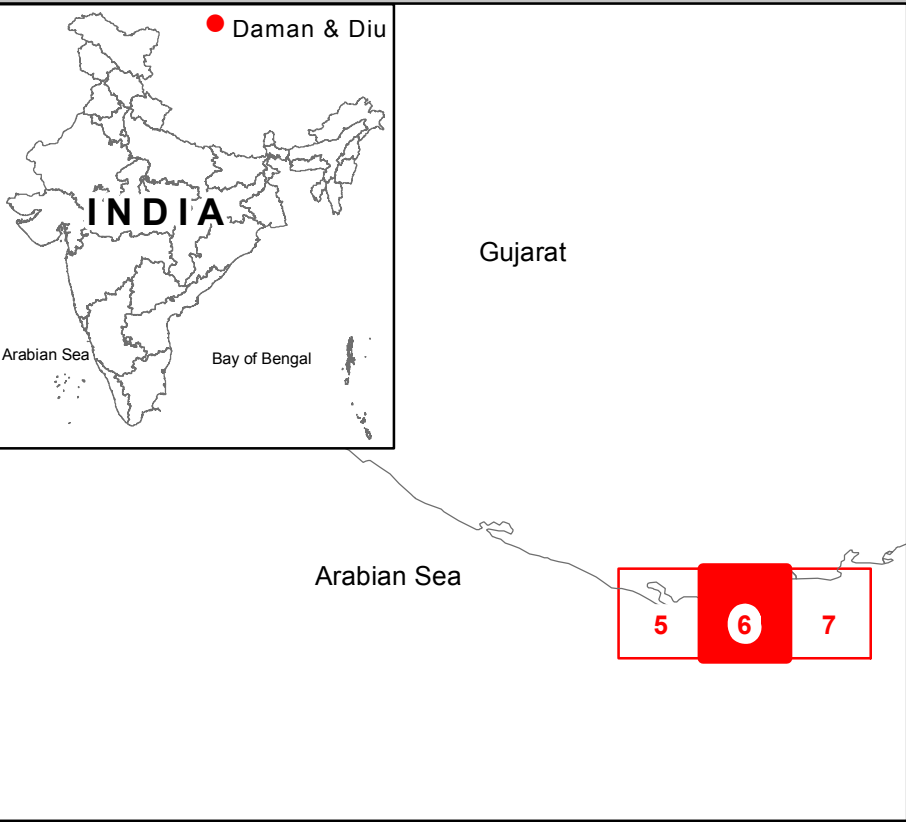 Daman & Diu
INDIA
Arabian Sea
Bay of Bengal
Gujarat
Arabian Sea
5
6
7